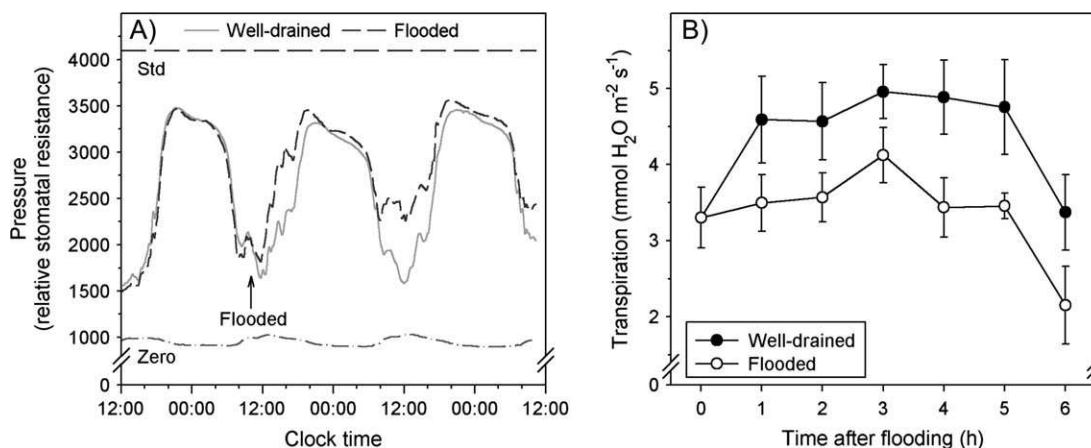 A)
Well-drained
Flooded
4000
3500
3000
2500
2000
1500
1000
0
Pressure
(relative stomatal resistance)
Std
Flooded
Zero
12:00 00:00 12:00 00:00 12:00 00:00 12:00
Clock time
B)
5
4
3
2
0
Transpiration (mmol H₂O m⁻² s⁻¹)
Well-drained
Flooded
0 1 2 3 4 5 6
Time after flooding (h)